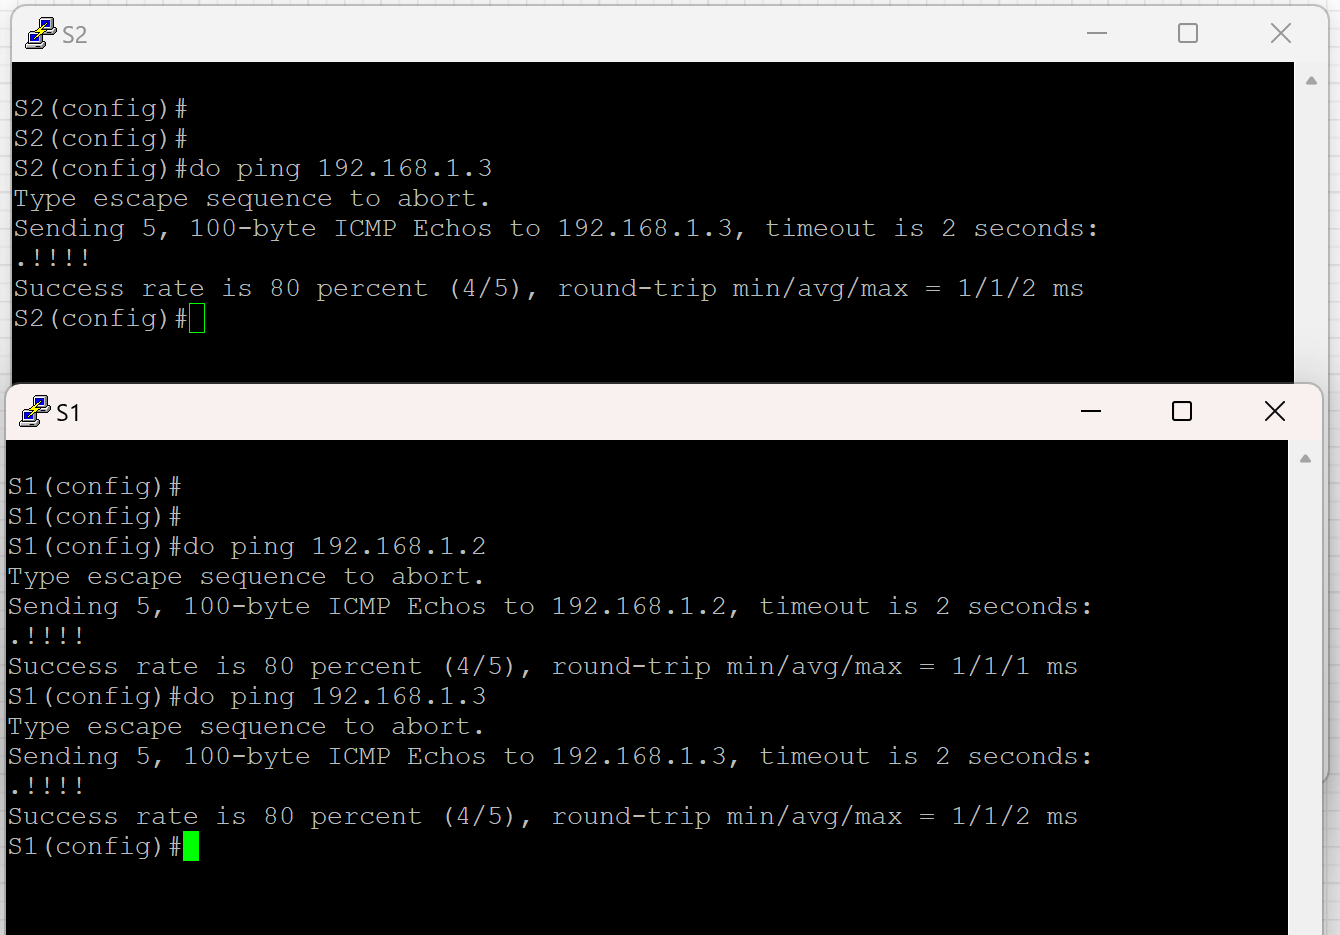 S2
S2(config)#
S2(config)#
S2(config)#do ping 192.168.1.3
Type escape sequence to abort.
Sending 5, 100-byte ICMP Echos to 192.168.1.3, timeout is 2 seconds:
.!!!!
Success rate is 80 percent (4/5), round-trip min/avg/max = 1/1/2 ms
S2(config)#
S1
S1(config)#
S1(config)#
S1(config)#do ping 192.168.1.2
Type escape sequence to abort.
Sending 5, 100-byte ICMP Echos to 192.168.1.2, timeout is 2 seconds:
.!!!!
Success rate is 80 percent (4/5), round-trip min/avg/max = 1/1/1 ms
S1(config)#do ping 192.168.1.3
Type escape sequence to abort.
Sending 5, 100-byte ICMP Echos to 192.168.1.3, timeout is 2 seconds:
.!!!!
Success rate is 80 percent (4/5), round-trip min/avg/max = 1/1/2 ms
S1(config)#